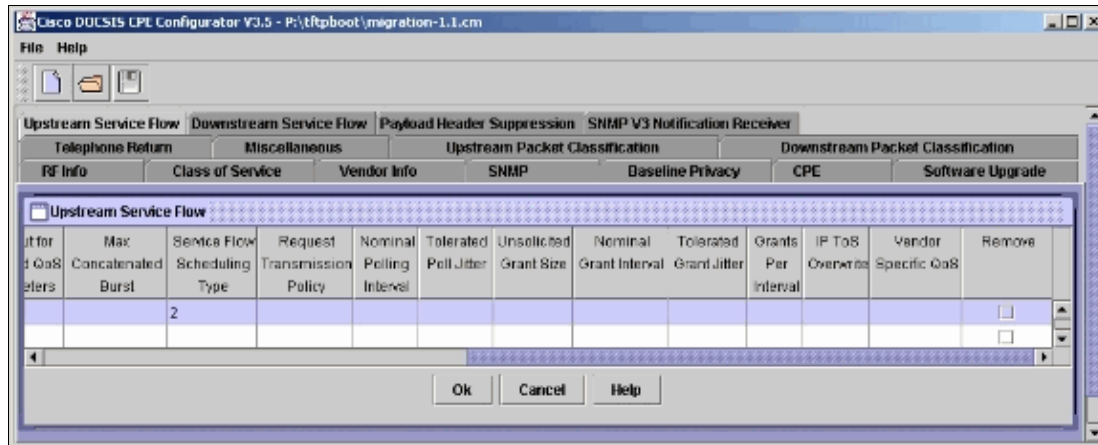 Cisco DOCSIS CPE Configurator V3.5 - P:\tftpboot\migration-1.1.cm
File Help
Upstream Service Flow Downstream Service Flow Payload Header Suppression SNMP V3 Notification Receiver
Telephone Return Miscellaneous Upstream Packet Classification Downstream Packet Classification
RF Info Class of Service Vendor Info SNMP Baseline Privacy CPE Software Upgrade
Upstream Service Flow
ut for Max Service Flow Request Nominal Tolerated Unsolicited Nominal Tolerated Grants IP ToS Vendor Remove
d QoS Concatenated Scheduling Transmission Polling Poll Jitter Grant Size Grant Interval Grant Jitter Per Overwrite Specific QoS
eters Burst Type Policy Interval Interval
2
Ok Cancel Help